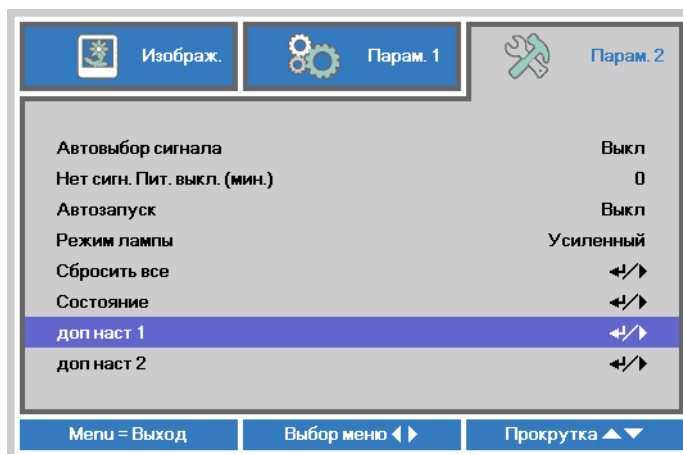 Изображ. Парам. 1 Парам. 2
Автовыбор сигнала Выкл
Нет сигн. Пит. выкл. (мин.) 0
Автозапуск Выкл
Режим лампы Усиленный
Сбросить все
Состояние
доп наст 1
доп наст 2
Menu = Выход Выбор меню Прокрутка